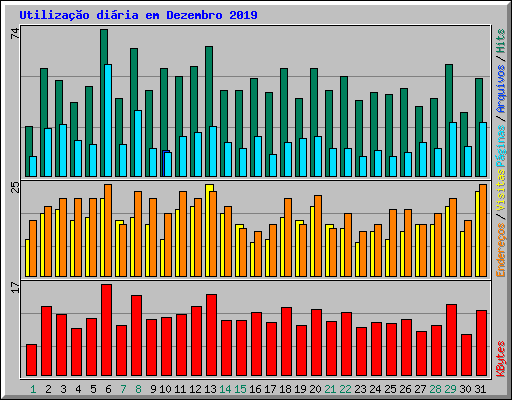 Utilização diária em Dezembro 2019
74
25
17
Endereços / Visitas Páginas / Arquivos / Hits
KBytes
1 2 3 4 5 6 7 8 9 10 11 12 13 14 15 16 17 18 19 20 21 22 23 24 25 26 27 28 29 30 31